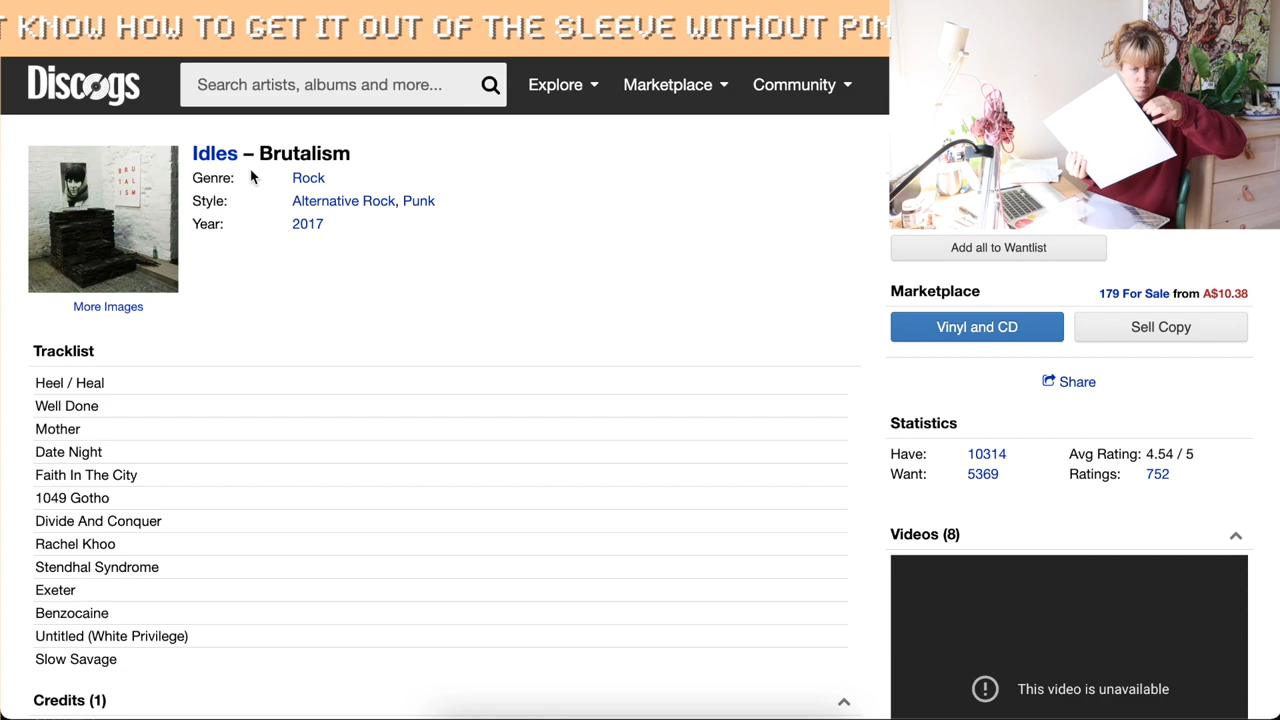 KNOW HOW TO GET IT OUT OF THE SLEEVE WITHOUT PIN
Discogs
Search artists, albums and more...
Explore
Marketplace
Community
Idles – Brutalism
Genre: Rock
Style: Alternative Rock, Punk
Year: 2017
BRU
TAL
ISM
More Images
Add all to Wantlist
Marketplace
179 For Sale from A$10.38
Vinyl and CD
Sell Copy
Share
Tracklist
Heel / Heal
Well Done
Mother
Date Night
Faith In The City
1049 Gotho
Divide And Conquer
Rachel Khoo
Stendhal Syndrome
Exeter
Benzocaine
Untitled (White Privilege)
Slow Savage
Credits (1)
Statistics
Have: 10314
Avg Rating: 4.54 / 5
Want: 5369
Ratings: 752
Videos (8)
This video is unavailable